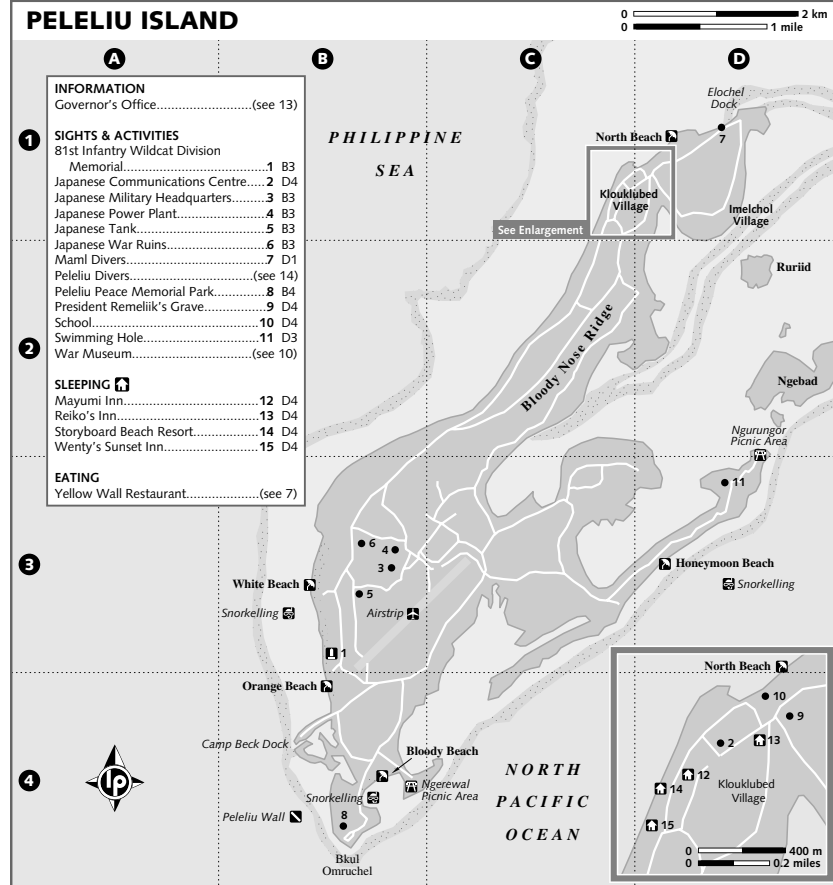 PELELIU ISLAND
0 2 km
0 1 mile
A B C D
1
2
3
4
INFORMATION
Governor's Office............................(see 13)
SIGHTS & ACTIVITIES
81st Infantry Wildcat Division
Memorial.................................1 B3
Japanese Communications Centre.....2 D4
Japanese Military Headquarters........3 B3
Japanese Power Plant.....................4 B3
Japanese Tank..............................5 B3
Japanese War Ruins.......................6 B3
Maml Divers.................................7 D1
Peleliu Divers..............................(see 14)
Peleliu Peace Memorial Park...........8 B4
President Remeliik's Grave..............9 D4
School........................................10 D4
Swimming Hole............................11 D3
War Museum...............................(see 10)
SLEEPING
Mayumi Inn.................................12 D4
Reiko's Inn..................................13 D4
Storyboard Beach Resort................14 D4
Wenty's Sunset Inn.......................15 D4
EATING
Yellow Wall Restaurant...................(see 7)
PHILIPPINE
SEA
Elochel
Dock
North Beach
7
Klouklubed
Village
Imelchol
Village
See Enlargement
Ruriid
Bloody Nose Ridge
Ngebad
Ngurungor
Picnic Area
11
6
4
3
5
White Beach
Snorkelling
Airstrip
Honeymoon Beach
Snorkelling
1
Orange Beach
Camp Beck Dock
Bloody Beach
Snorkelling
Ngerewal
Picnic Area
Peleliu Wall
8
Bkul
Omruchel
lp
NORTH
PACIFIC
OCEAN
North Beach
10
9
2
13
12
14
15
Klouklubed
Village
0 400 m
0 0.2 miles